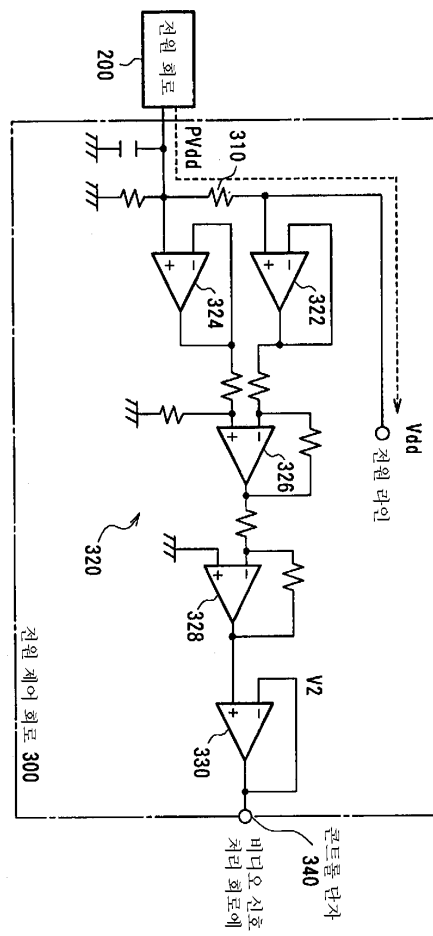 전원 회로
200
PVdd
310
Vdd
전원 라인
322
324
326
320
328
V2
330
전원 제어 회로 300
340
콘트롤 단자
비디오 신호
처리 회로에
+
−
+
−
+
−
+
−
+
−